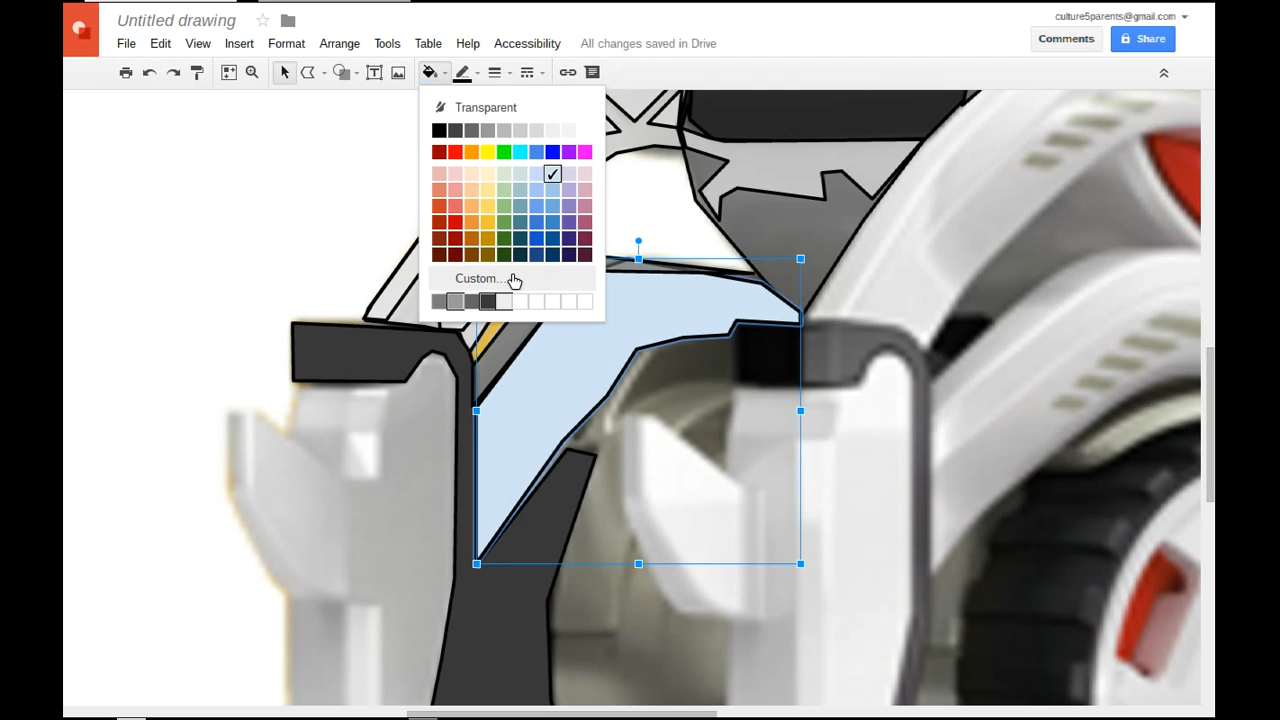 Untitled drawing
culture5parents@gmail.com
File Edit View Insert Format Arrange Tools Table Help Accessibility All changes saved in Drive
Comments
Share
Transparent
Custom...